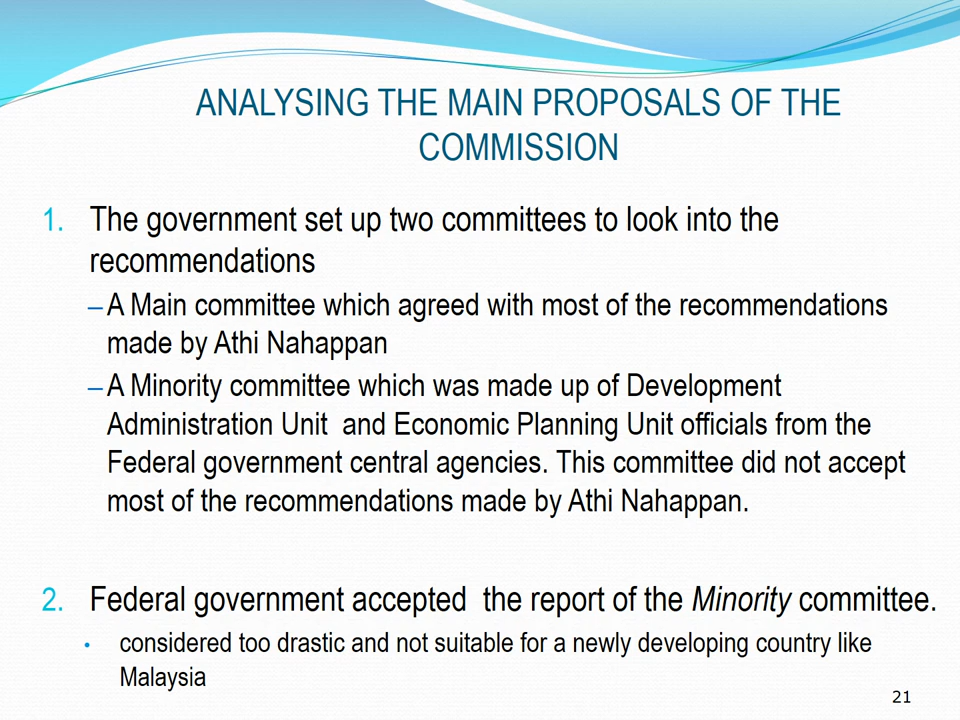 ANALYSING THE MAIN PROPOSALS OF THE
COMMISSION
1. The government set up two committees to look into the
recommendations
– A Main committee which agreed with most of the recommendations
made by Athi Nahappan
– A Minority committee which was made up of Development
Administration Unit  and Economic Planning Unit officials from the
Federal government central agencies. This committee did not accept
most of the recommendations made by Athi Nahappan.
2. Federal government accepted  the report of the Minority committee.
• considered too drastic and not suitable for a newly developing country like
Malaysia
21